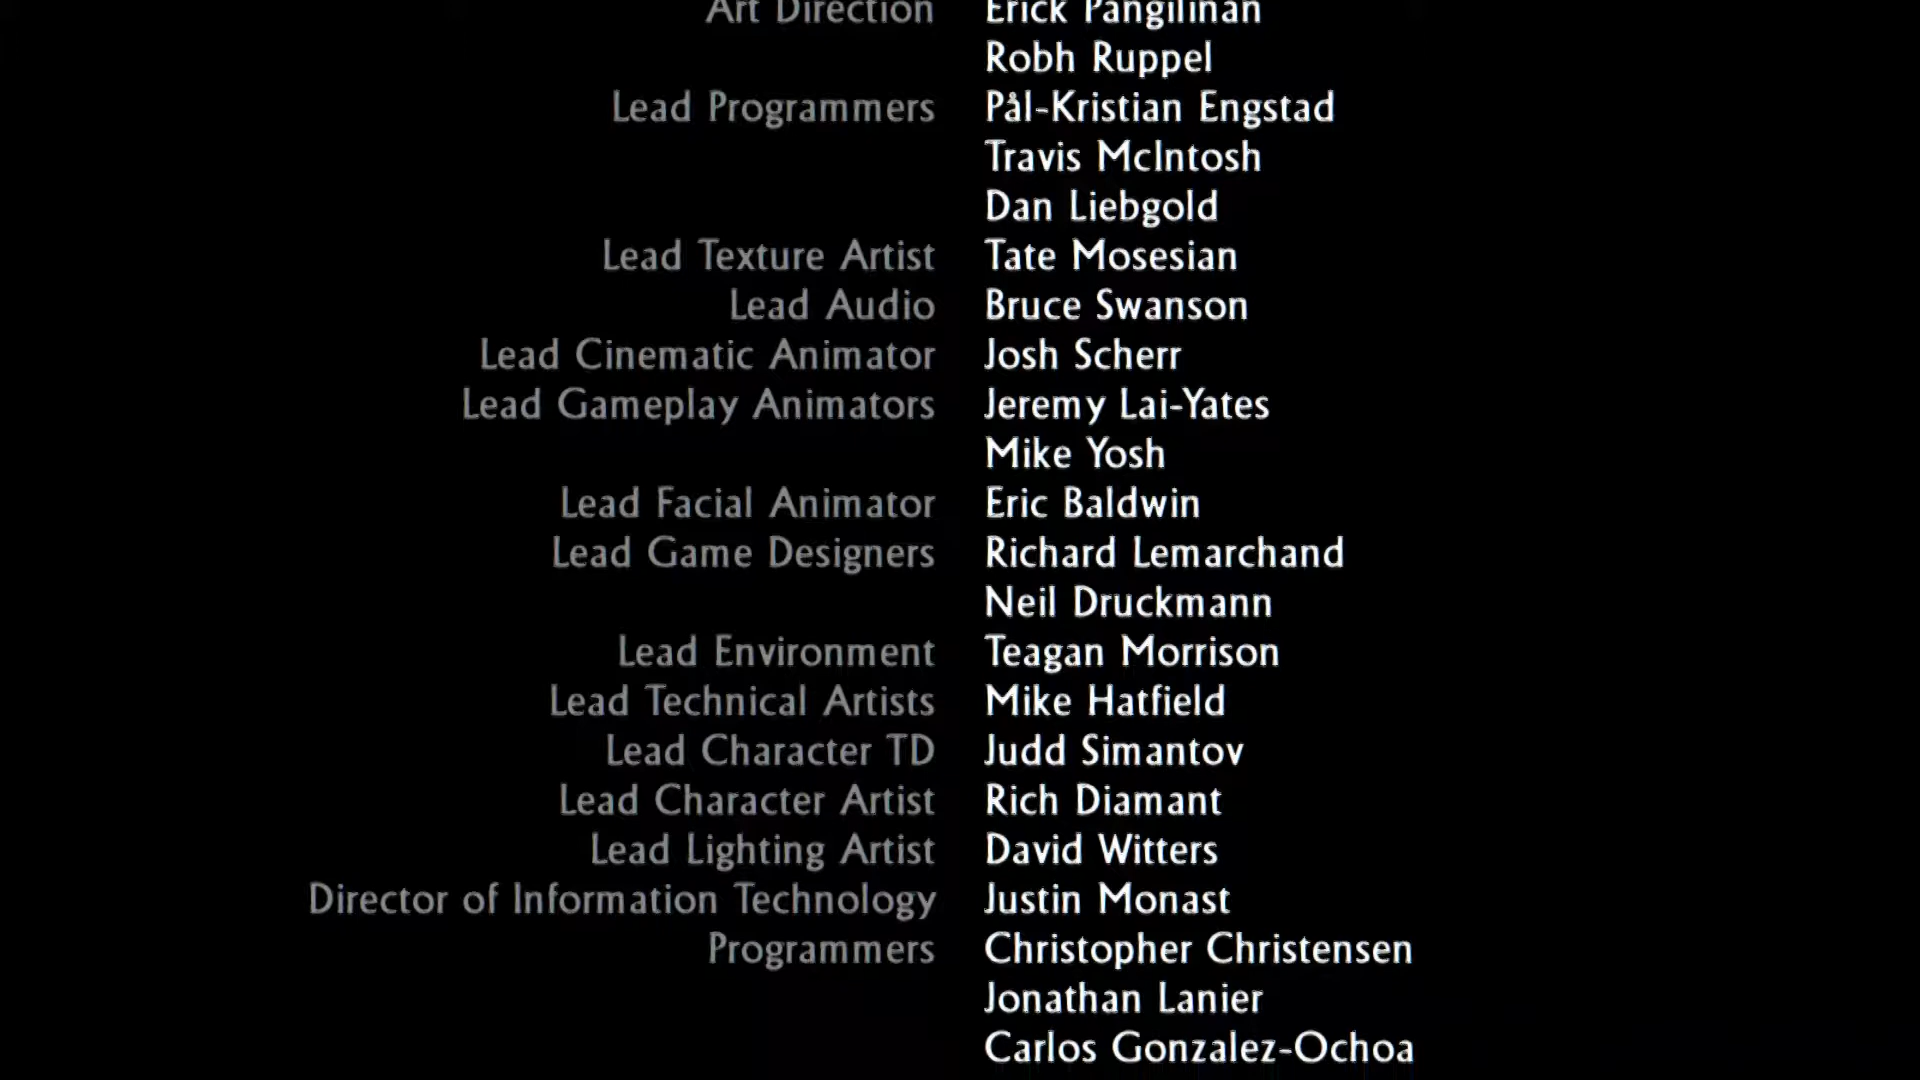 Art Direction Erick Pangilinan
Robh Ruppel
Lead Programmers Pål-Kristian Engstad
Travis McIntosh
Dan Liebgold
Lead Texture Artist Tate Mosesian
Lead Audio Bruce Swanson
Lead Cinematic Animator Josh Scherr
Lead Gameplay Animators Jeremy Lai-Yates
Mike Yosh
Lead Facial Animator Eric Baldwin
Lead Game Designers Richard Lemarchand
Neil Druckmann
Lead Environment Teagan Morrison
Lead Technical Artists Mike Hatfield
Lead Character TD Judd Simantov
Lead Character Artist Rich Diamant
Lead Lighting Artist David Witters
Director of Information Technology Justin Monast
Programmers Christopher Christensen
Jonathan Lanier
Carlos Gonzalez-Ochoa